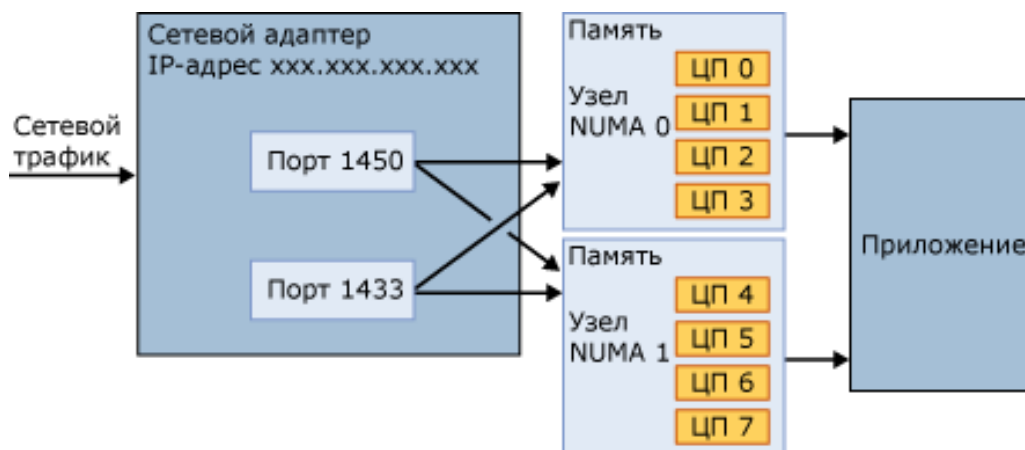 Сетевой адаптер
IP-адрес xxx.xxx.xxx.xxx
Сетевой
трафик
Порт 1450
Порт 1433
Память
Узел
NUMA 0
ЦП 0
ЦП 1
ЦП 2
ЦП 3
Память
Узел
NUMA 1
ЦП 4
ЦП 5
ЦП 6
ЦП 7
Приложение